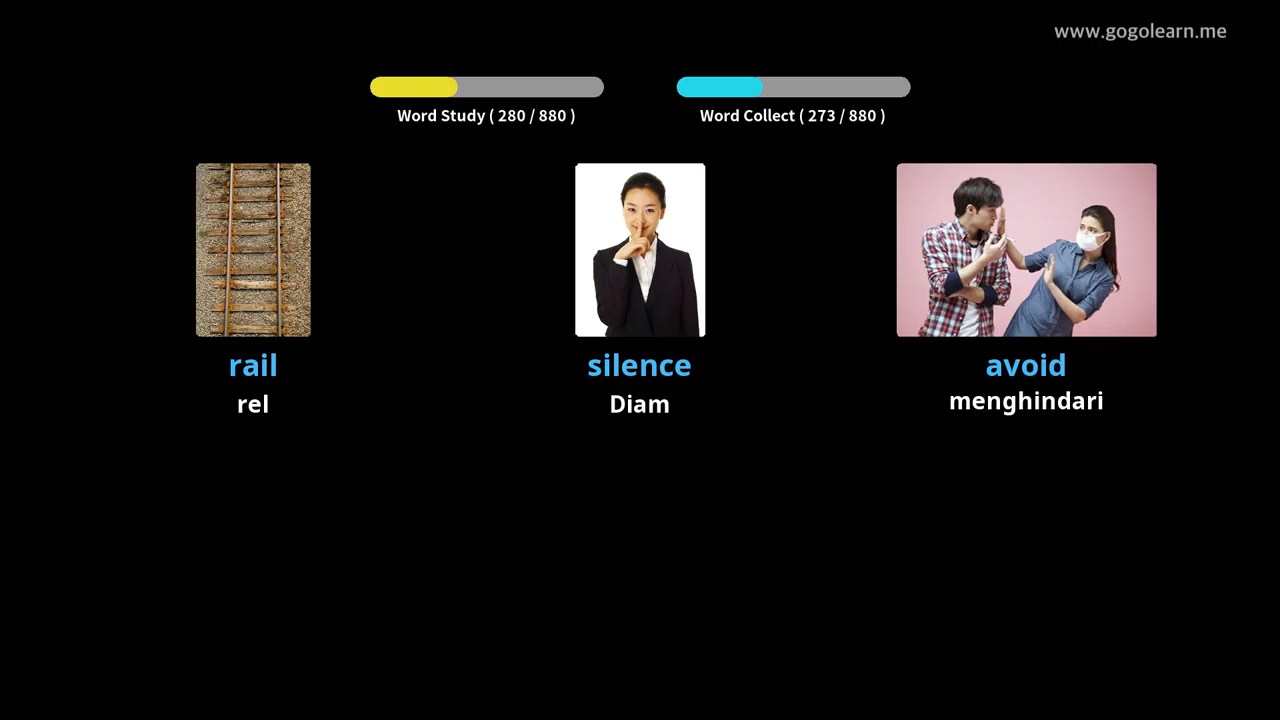 www.gogolearn.me
Word Study ( 280 / 880 )
Word Collect ( 273 / 880 )
rail
rel
silence
Diam
avoid
menghindari